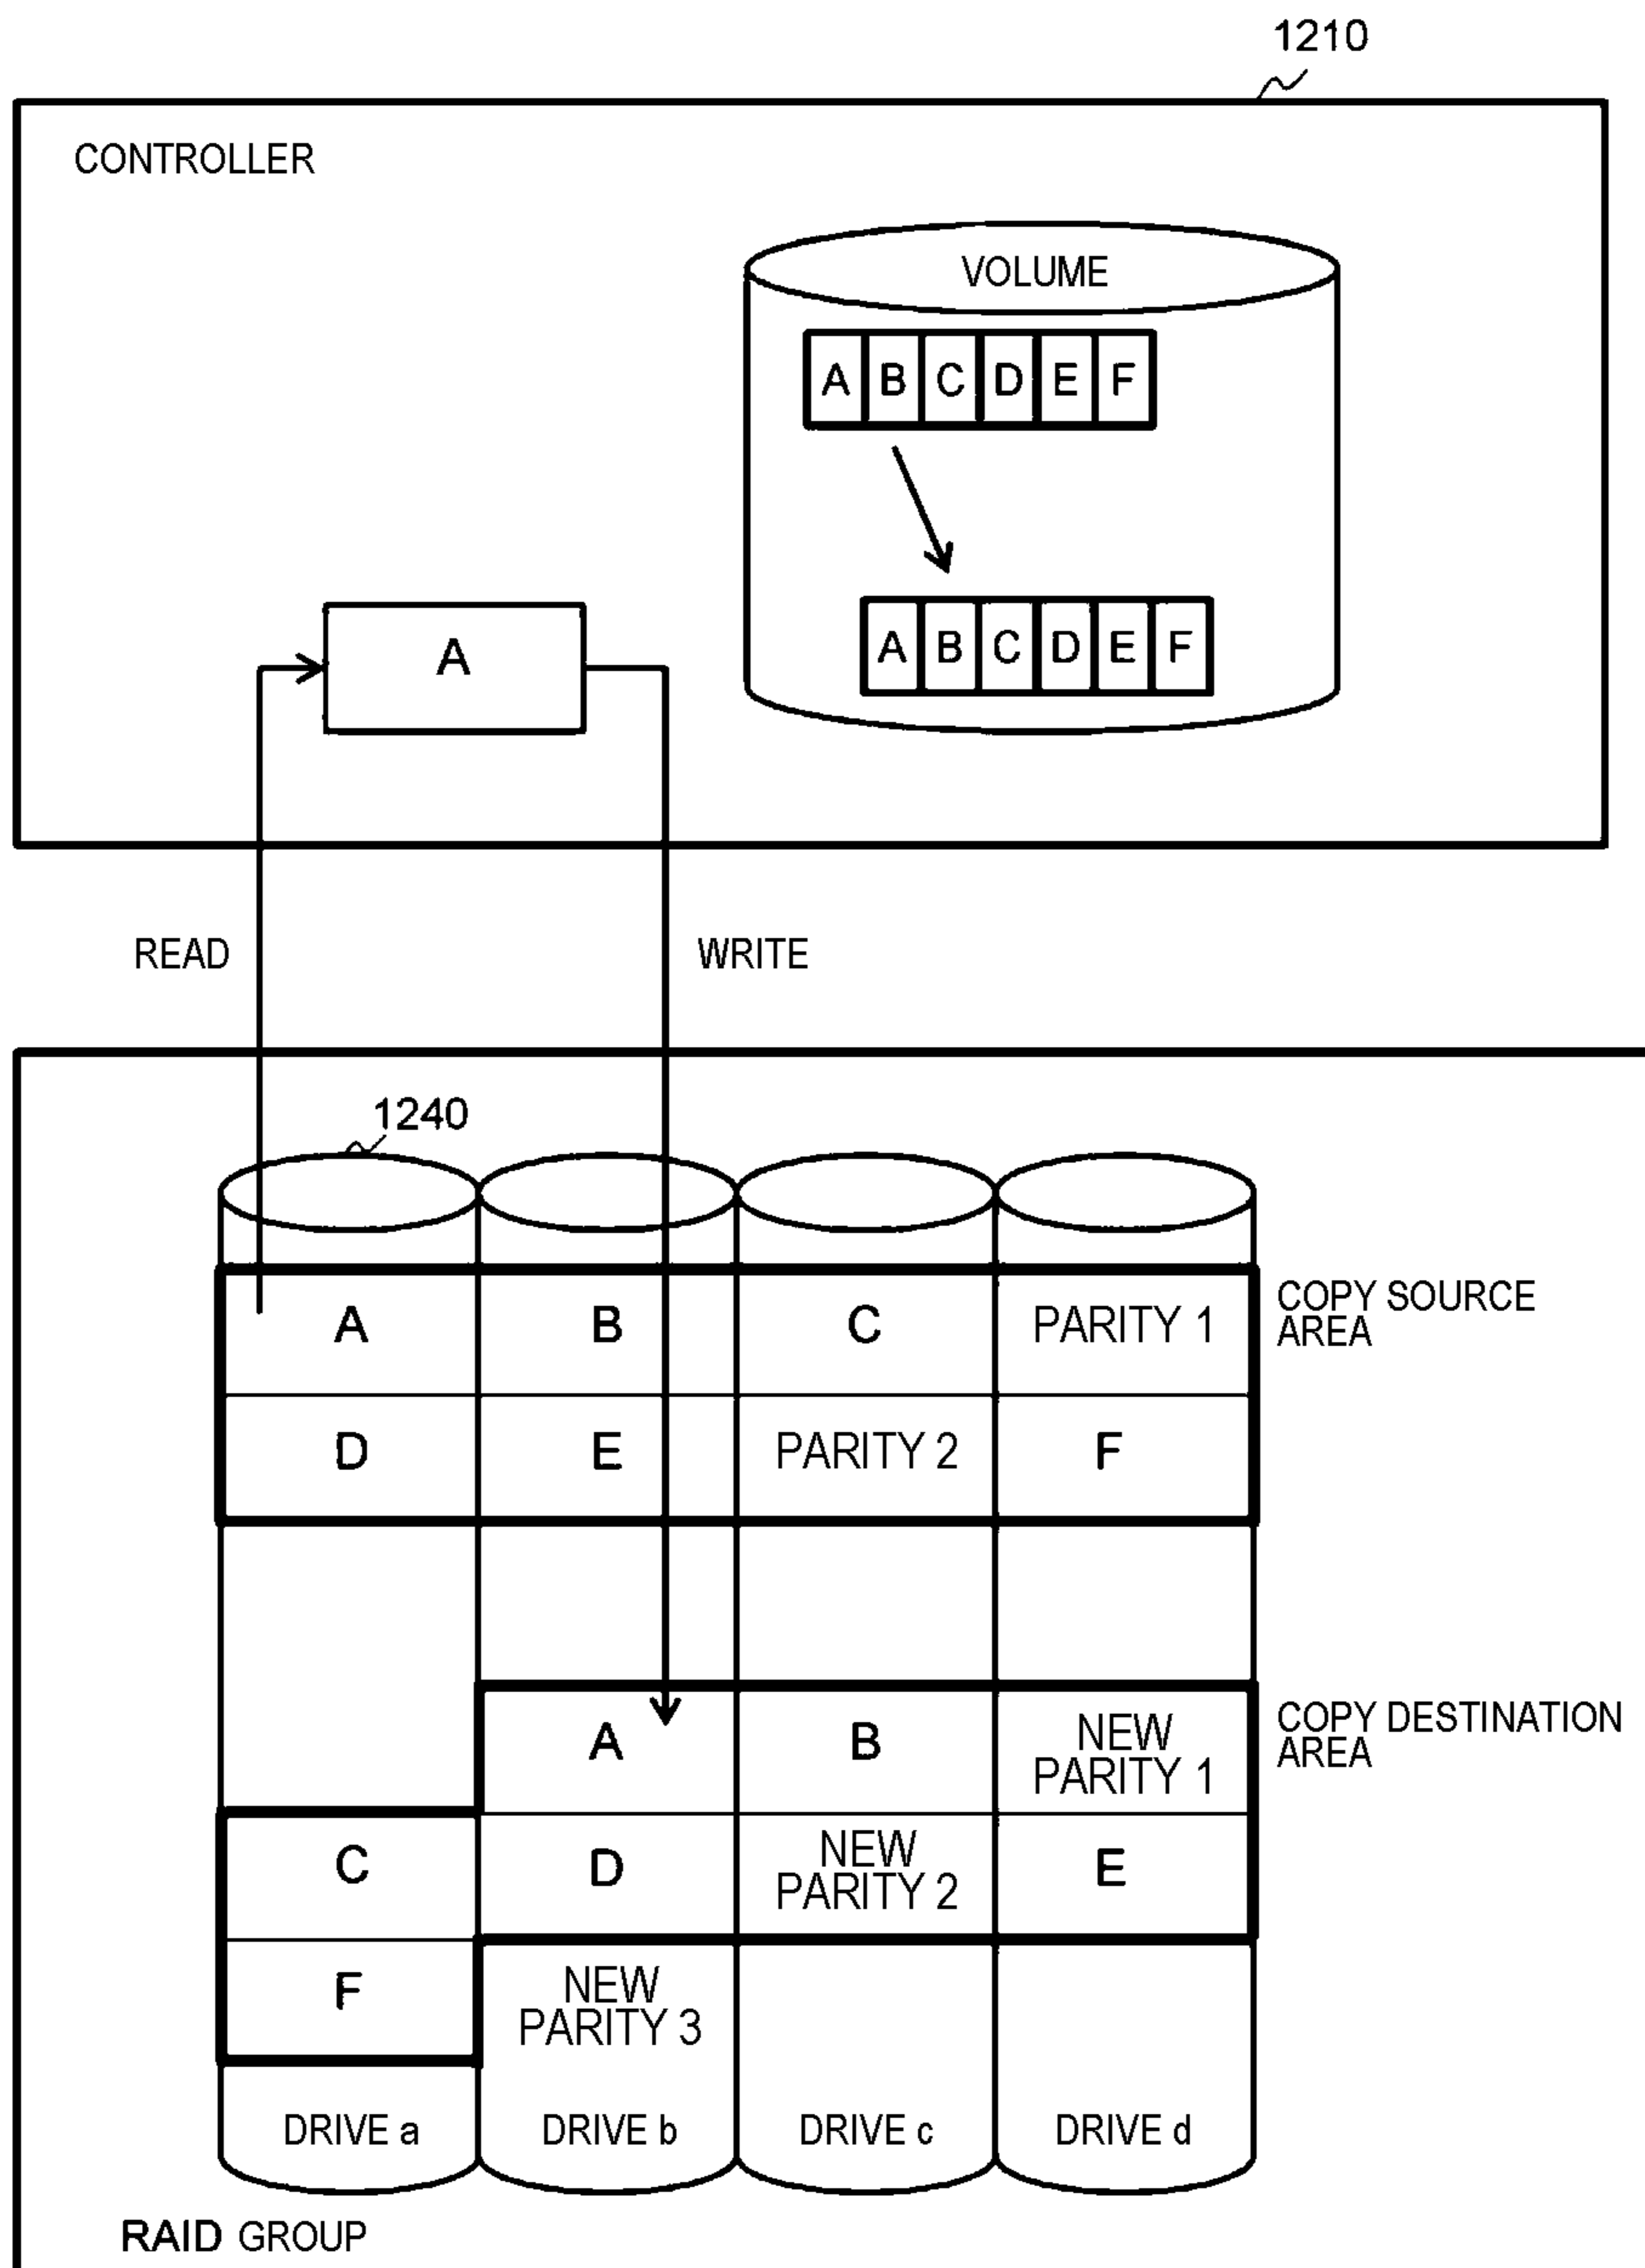 1210
CONTROLLER
VOLUME
A B C D E F
A B C D E F
A
READ
WRITE
1240
A B C PARITY 1
COPY SOURCE
AREA
D E PARITY 2 F
A B NEW
PARITY 1
COPY DESTINATION
AREA
C D NEW
PARITY 2 E
F NEW
PARITY 3
DRIVE a DRIVE b DRIVE c DRIVE d
RAID GROUP